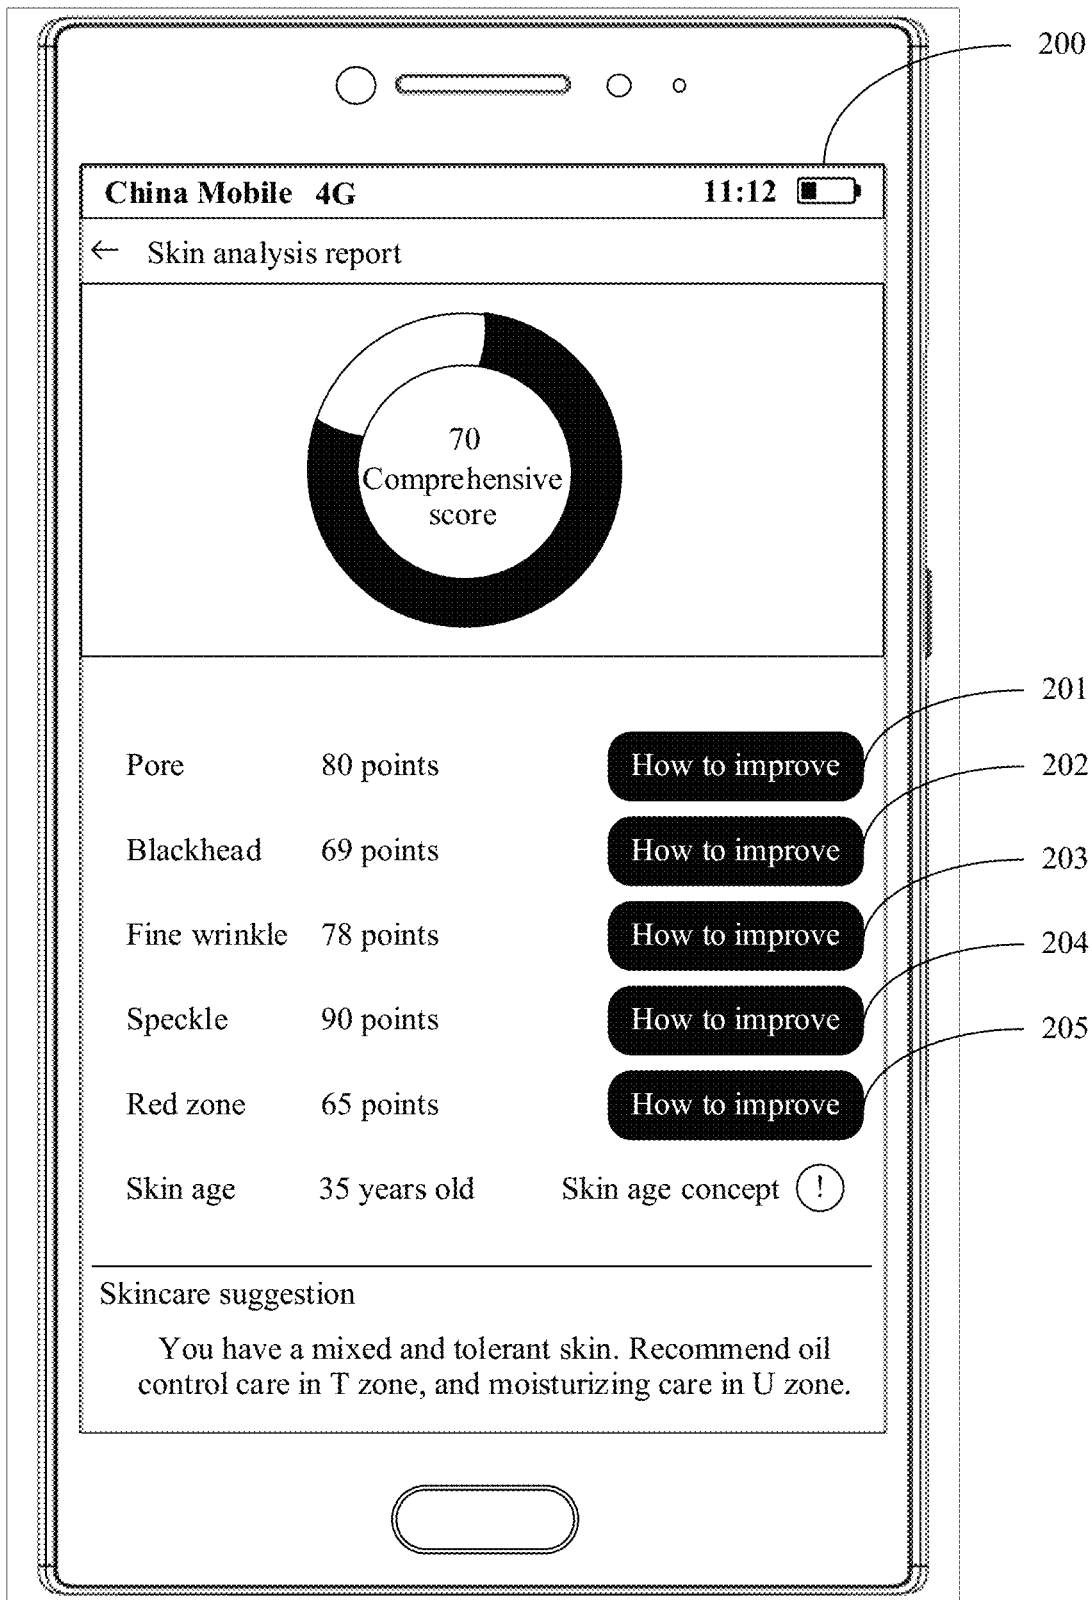 200
China Mobile 4G 11:12
← Skin analysis report
70
Comprehensive
score
201
Pore 80 points How to improve
202
Blackhead 69 points How to improve
203
Fine wrinkle 78 points How to improve
204
Speckle 90 points How to improve
205
Red zone 65 points How to improve
Skin age 35 years old Skin age concept !
Skincare suggestion
You have a mixed and tolerant skin. Recommend oil
control care in T zone, and moisturizing care in U zone.